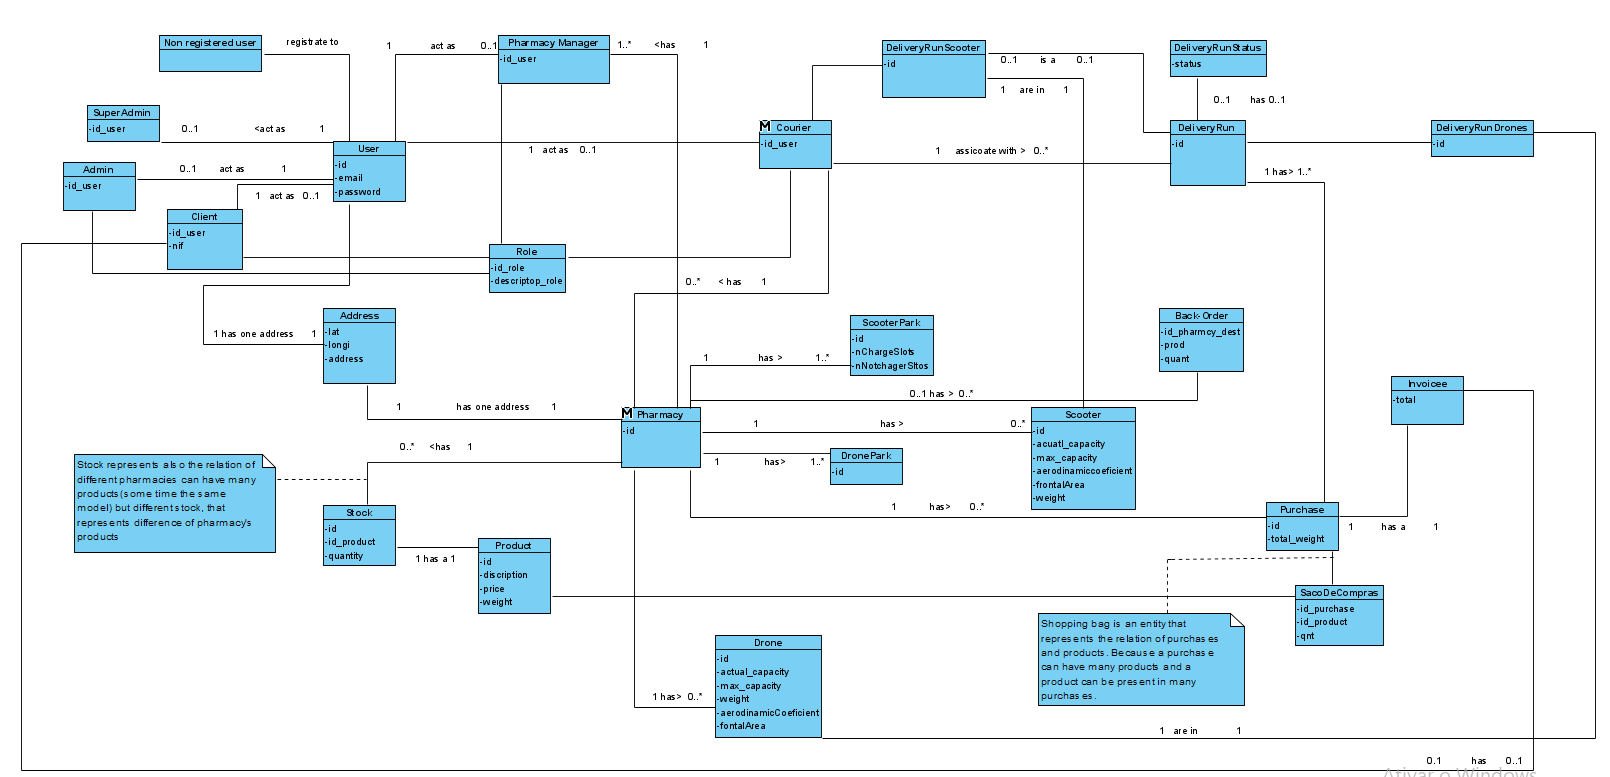 Non registered user
registrate to
1 act as 0..1
Pharmacy Manager
-id_user
1..* <has 1
DeliveryRunScooter
-id
0..1 is a 0..1
1 are in 1
DeliveryRunStatus
-status
0..1 has 0..1
SuperAdmin
-id_user
0..1 <act as 1
User
-id
-email
-password
1 act as 0..1
M Courier
-id_user
1 assicoate with > 0..*
DeliveryRun
-id
DeliveryRunDrones
-id
1 has> 1..*
Admin
-id_user
0..1 act as 1
1 act as 0..1
Client
-id_user
-nif
Role
-id_role
-descriptop_role
0..* < has 1
1 has one address 1
Address
-lat
-longi
-address
1 has one address 1
ScooterPark
-id
-nChargeSlots
-nNotchagerSltos
1 has > 1..*
Back-Order
-id_pharmcy_dest
-prod
-quant
0..1 has > 0..*
Invoicee
-total
M Pharmacy
-id
1 has > 0..*
Scooter
-id
-acuatl_capacity
-max_capacity
-aerodinamiccoeficient
-frontalArea
-weight
0..* <has 1
1 has> 1..*
DronePark
-id
Stock represents also the relation of
different pharmacies can have many
products(some time the same
model) but different stock, that
represents difference of pharmacy's
products
Stock
-id
-id_product
-quantity
1 has a 1
Product
-id
-discription
-price
-weight
1 has> 0..*
Purchase
-id
-total_weight
1 has a 1
SacoDeCompras
-id_purchase
-id_product
-qnt
Shopping bag is an entity that
represents the relation of purchases
and products. Because a purchase
can have many products and a
product can be present in many
purchases.
Drone
-id
-actual_capacity
-max_capacity
-weight
-aerodinamicCoeficient
-fontalArea
1 has> 0..*
1 are in 1
0..1 has 0..1
Ativar o Windows